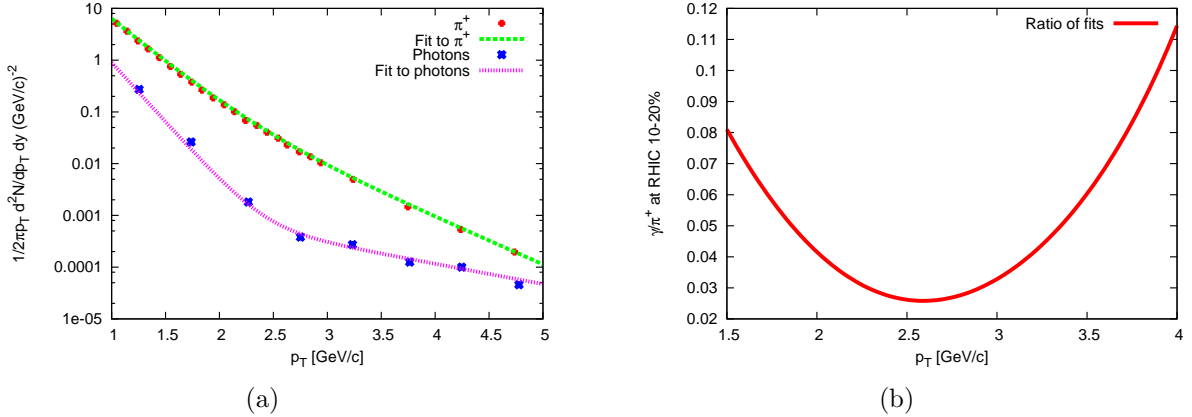 1/2πp_T d²N/dp_T dy (GeV/c)⁻²
10
1
0.1
0.01
0.001
0.0001
1e-05
π⁺
Fit to π⁺
Photons
Fit to photons
1 1.5 2 2.5 3 3.5 4 4.5 5
p_T [GeV/c]
(a)
γ/π⁺ at RHIC 10-20%
0.12
0.11
0.1
0.09
0.08
0.07
0.06
0.05
0.04
0.03
0.02
Ratio of fits
1.5 2 2.5 3 3.5 4
p_T [GeV/c]
(b)